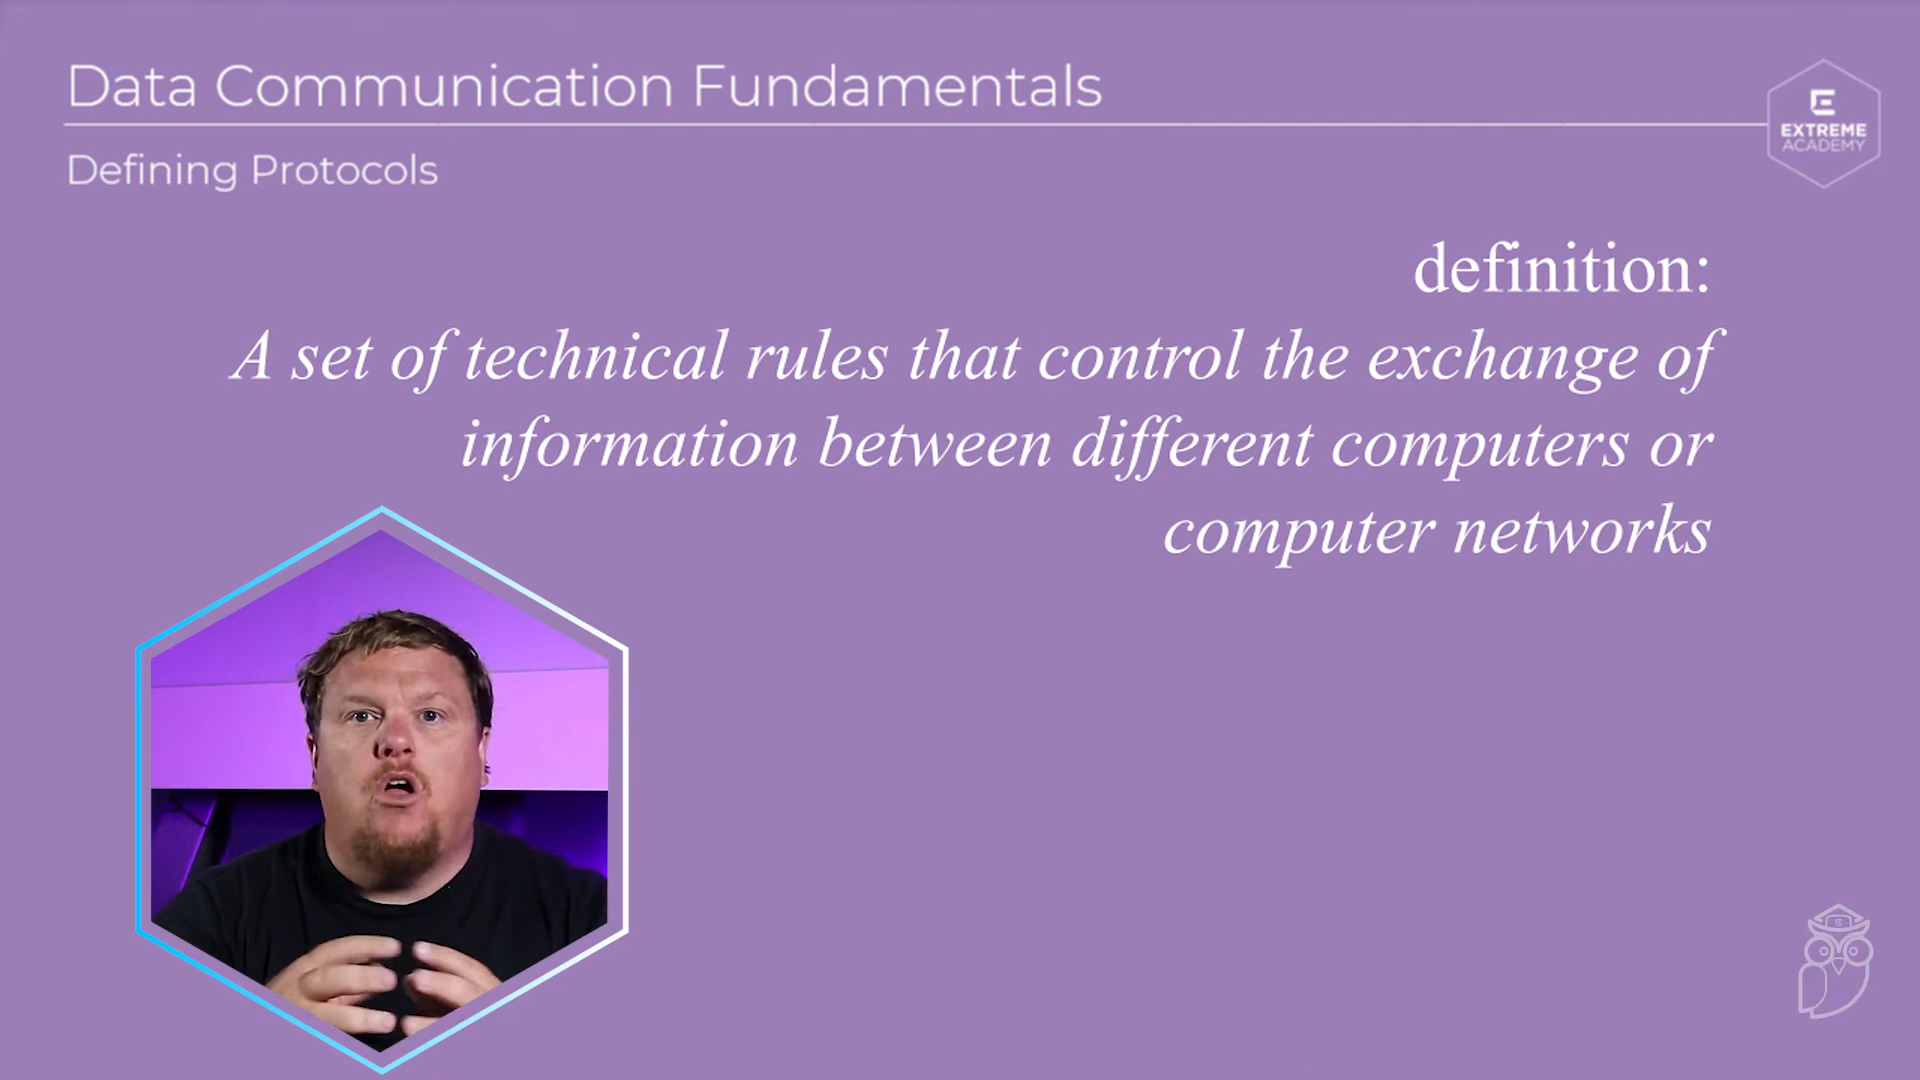 Data Communication Fundamentals
Defining Protocols
E
EXTREME
ACADEMY
definition:
A set of technical rules that control the exchange of
information between different computers or
computer networks
E